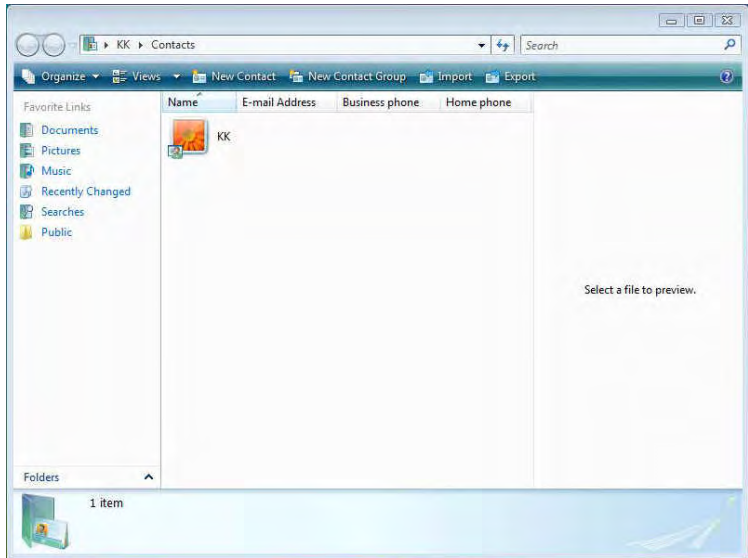 KK Contacts Search
Organize Views New Contact New Contact Group Import Export
Favorite Links
Documents
Pictures
Music
Recently Changed
Searches
Public
Folders
Name E-mail Address Business phone Home phone
KK
Select a file to preview.
1 item